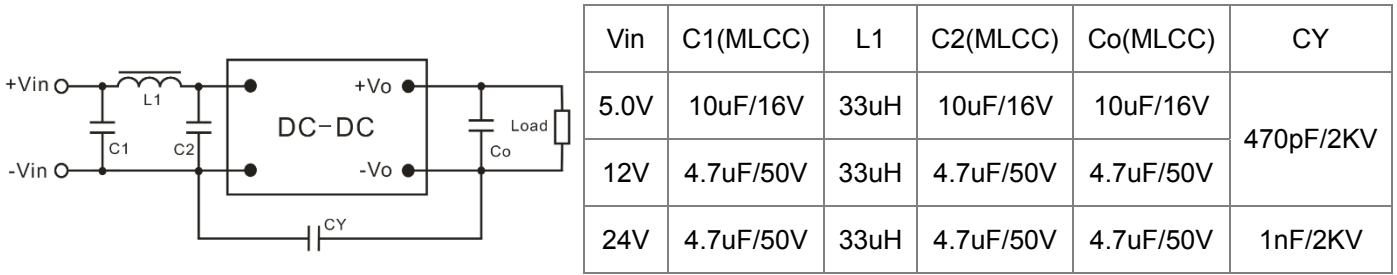 +Vin
L1
C1
C2
-Vin
DC-DC
+Vo
-Vo
Co
Load
CY
Vin C1(MLCC) L1 C2(MLCC) Co(MLCC) CY
5.0V 10uF/16V 33uH 10uF/16V 10uF/16V 470pF/2KV
12V 4.7uF/50V 33uH 4.7uF/50V 4.7uF/50V
24V 4.7uF/50V 33uH 4.7uF/50V 4.7uF/50V 1nF/2KV